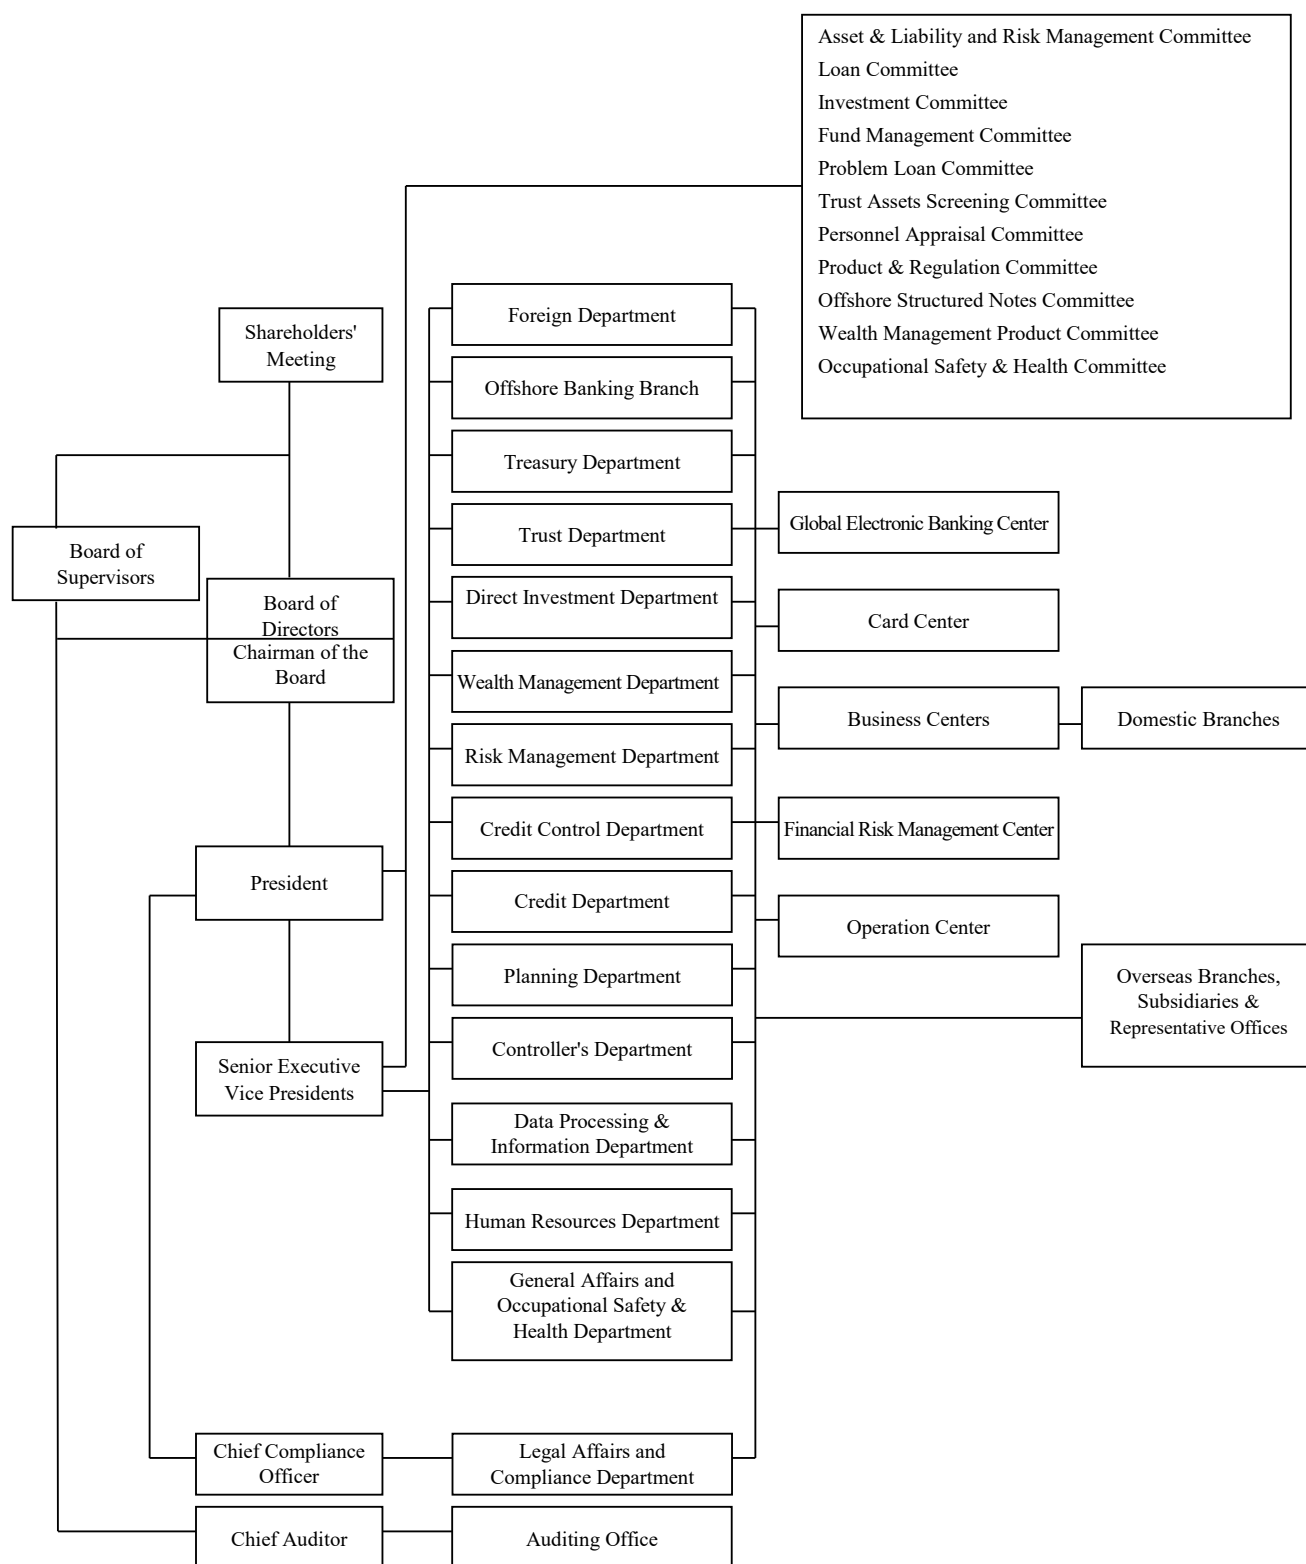 Asset & Liability and Risk Management Committee
Loan Committee
Investment Committee
Fund Management Committee
Problem Loan Committee
Trust Assets Screening Committee
Personnel Appraisal Committee
Product & Regulation Committee
Offshore Structured Notes Committee
Wealth Management Product Committee
Occupational Safety & Health Committee
Shareholders'
Meeting
Board of
Supervisors
Board of
Directors
Chairman of the
Board
President
Senior Executive
Vice Presidents
Chief Compliance
Officer
Chief Auditor
Foreign Department
Offshore Banking Branch
Treasury Department
Trust Department
Direct Investment Department
Wealth Management Department
Risk Management Department
Credit Control Department
Credit Department
Planning Department
Controller's Department
Data Processing &
Information Department
Human Resources Department
General Affairs and
Occupational Safety &
Health Department
Legal Affairs and
Compliance Department
Auditing Office
Global Electronic Banking Center
Card Center
Business Centers
Domestic Branches
Financial Risk Management Center
Operation Center
Overseas Branches,
Subsidiaries &
Representative Offices